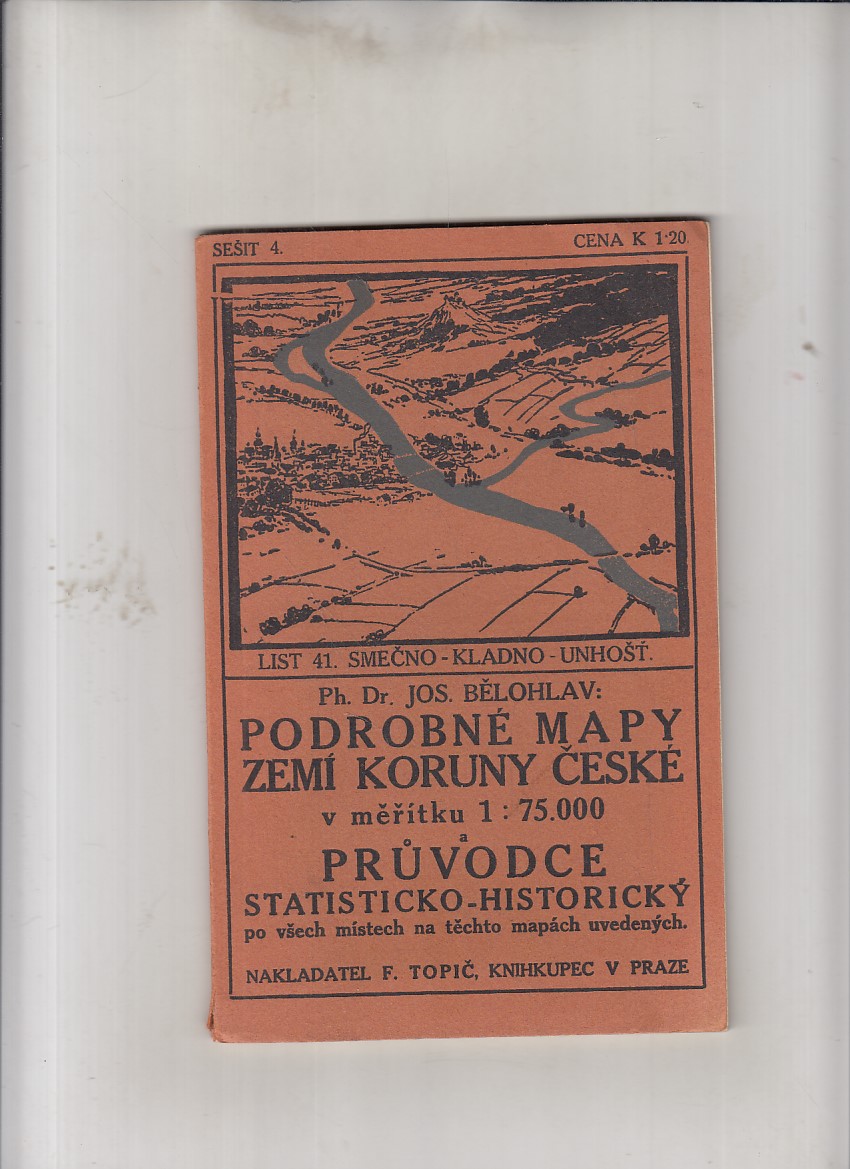 SEŠIT 4.
CENA K 1·20.
LIST 41. SMEČNO - KLADNO - UNHOŠŤ.
Ph. Dr. JOS. BĚLOHLAV:
PODROBNÉ MAPY
ZEMÍ KORUNY ČESKÉ
v měřítku 1 : 75.000
a
PRŮVODCE
STATISTICKO-HISTORICKÝ
po všech místech na těchto mapách uvedených.
NAKLADATEL F. TOPIČ, KNIHKUPEC V PRAZE